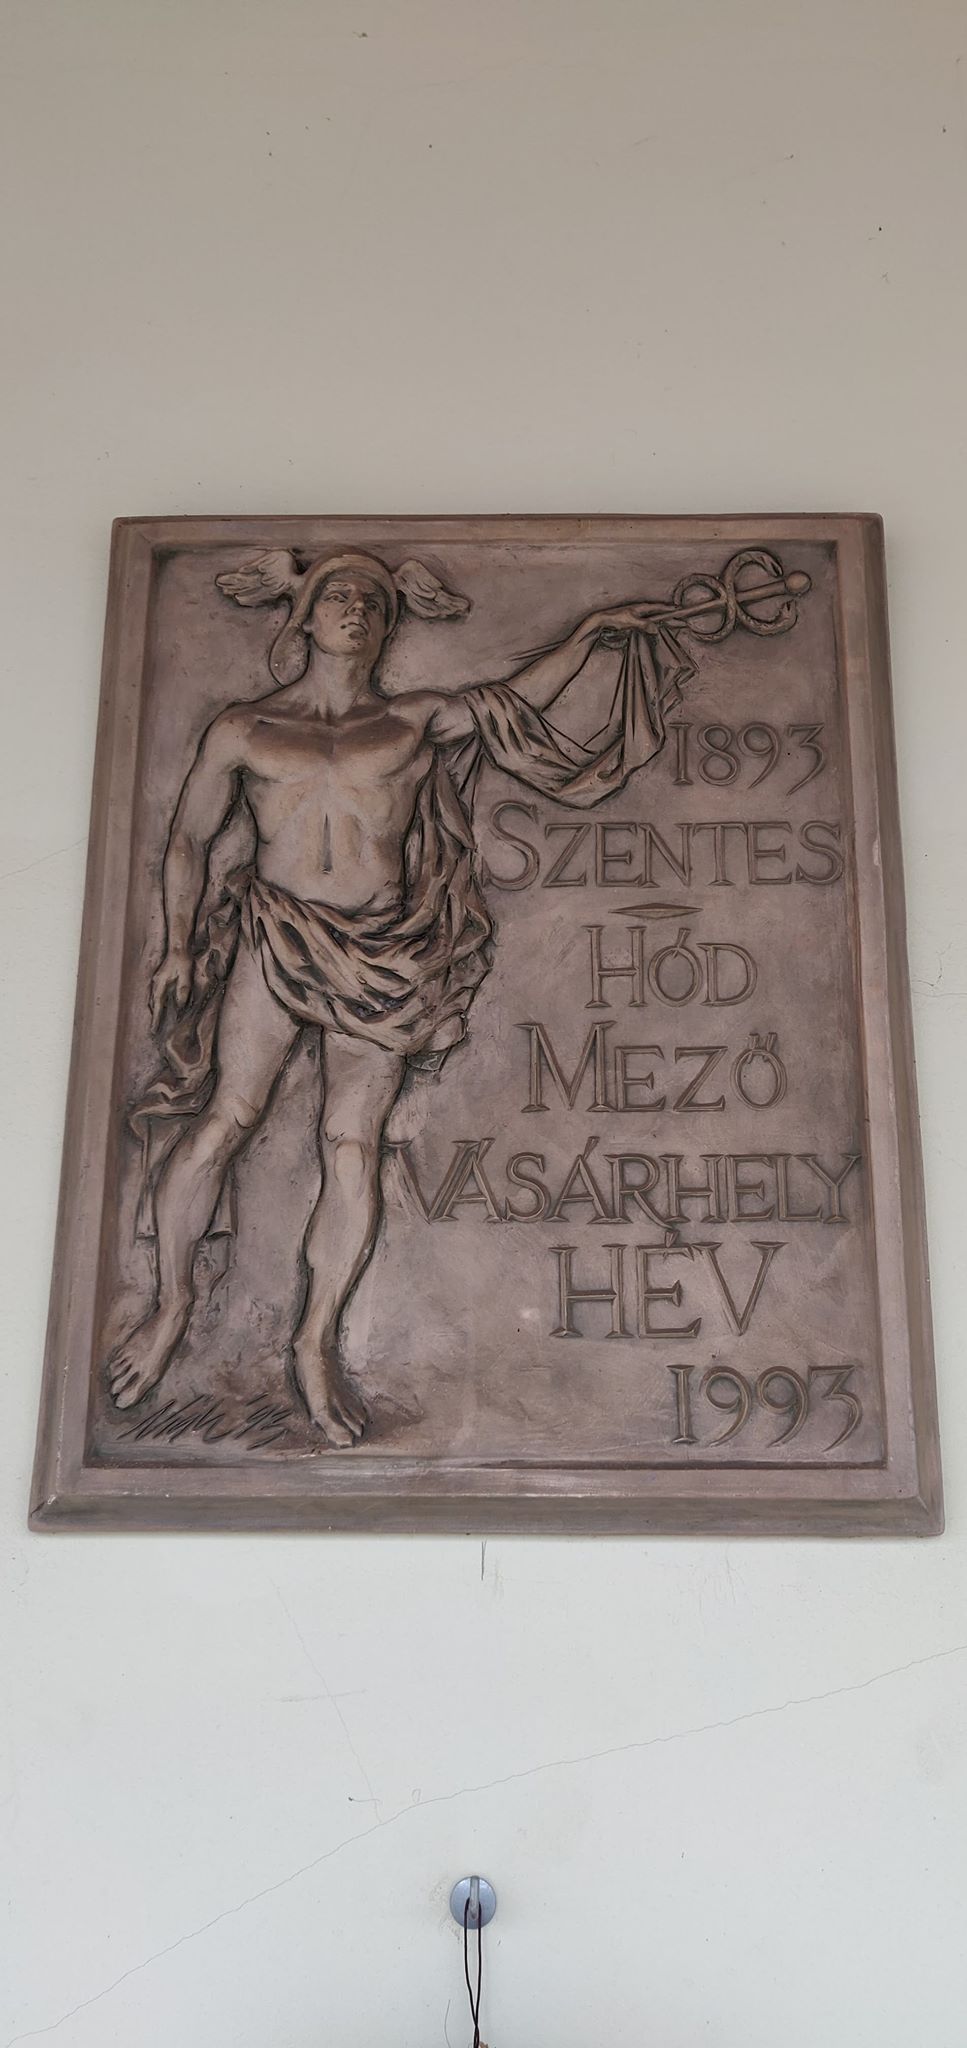 1893
SZENTES
HÓD
MEZŐ
VÁSÁRHELY
HÉV
1993